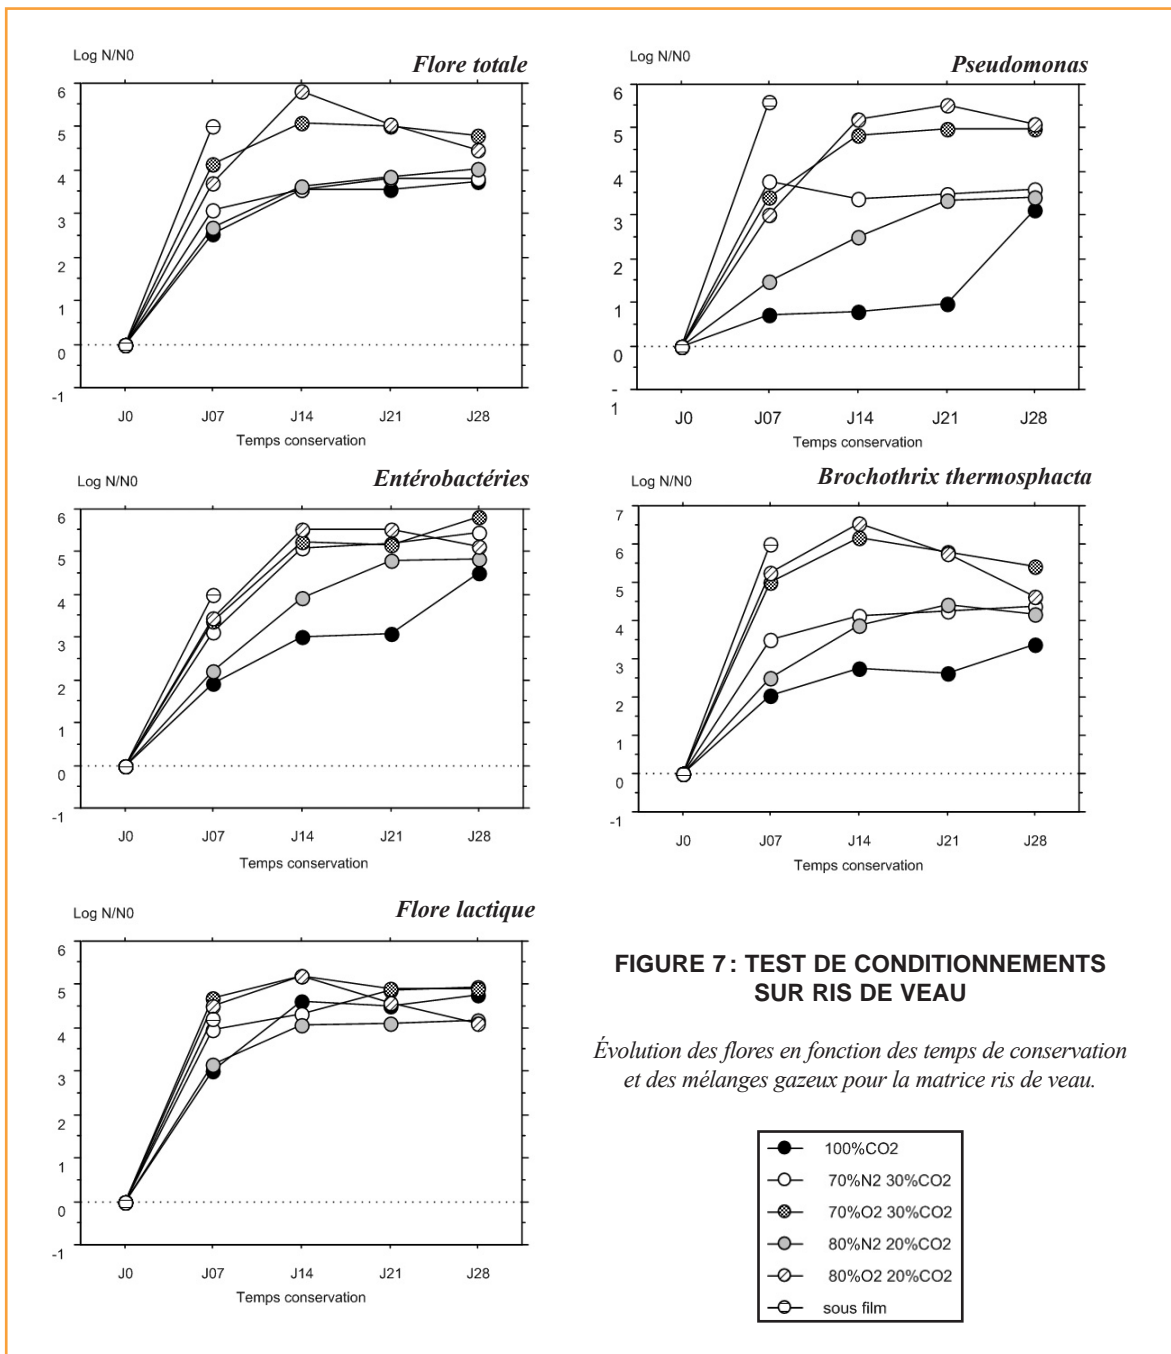 Log N/N0
Flore totale
6
5
4
3
2
1
0
-1
J0 J07 J14 J21 J28
Temps conservation
Log N/N0
Pseudomonas
6
5
4
3
2
1
0
-
1
J0 J07 J14 J21 J28
Temps conservation
Log N/N0
Entérobactéries
6
5
4
3
2
1
0
-1
J0 J07 J14 J21 J28
Temps conservation
Log N/N0
Brochothrix thermosphacta
7
6
5
4
3
2
1
0
-1
J0 J07 J14 J21 J28
Temps conservation
Log N/N0
Flore lactique
6
5
4
3
2
1
0
-1
J0 J07 J14 J21 J28
Temps conservation
FIGURE 7 : TEST DE CONDITIONNEMENTS
SUR RIS DE VEAU
Évolution des flores en fonction des temps de conservation
et des mélanges gazeux pour la matrice ris de veau.
100%CO2
70%N2 30%CO2
70%O2 30%CO2
80%N2 20%CO2
80%O2 20%CO2
sous film